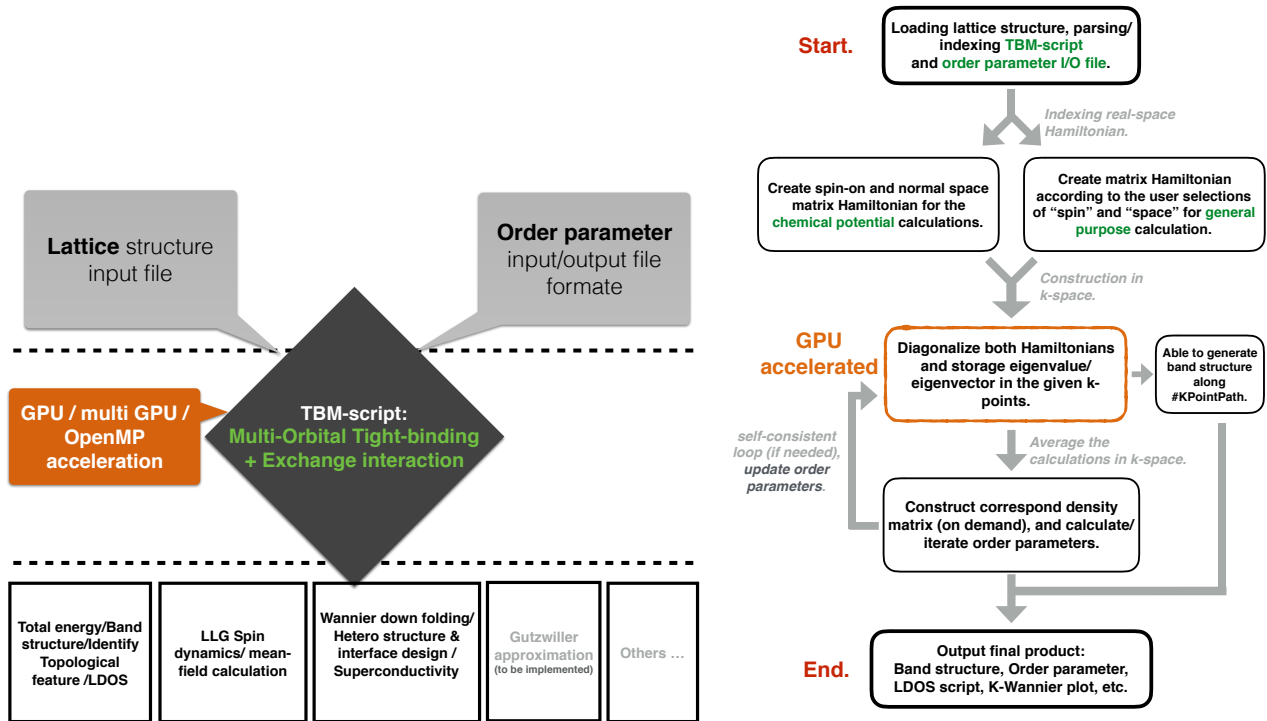 Lattice structure
input file
Order parameter
input/output file
formate
GPU / multi GPU /
OpenMP
acceleration
TBM-script:
Multi-Orbital Tight-binding
+ Exchange interaction
Total energy/Band
structure/Identify
Topological
feature /LDOS
LLG Spin
dynamics/ mean-
field calculation
Wannier down folding/
Hetero structure &
interface design /
Superconductivity
Gutzwiller
approximation
(to be implemented)
Others ...
Start.
Loading lattice structure, parsing/
indexing TBM-script
and order parameter I/O file.
Indexing real-space
Hamiltonian.
Create spin-on and normal space
matrix Hamiltonian for the
chemical potential calculations.
Create matrix Hamiltonian
according to the user selections
of “spin” and “space” for general
purpose calculation.
Construction in
k-space.
GPU
accelerated
Diagonalize both Hamiltonians
and storage eigenvalue/
eigenvector in the given k-
points.
Able to generate
band structure
along
#KPointPath.
self-consistent
loop (if needed),
update order
parameters.
Average the
calculations in k-space.
Construct correspond density
matrix (on demand), and calculate/
iterate order parameters.
End.
Output final product:
Band structure, Order parameter,
LDOS script, K-Wannier plot, etc.